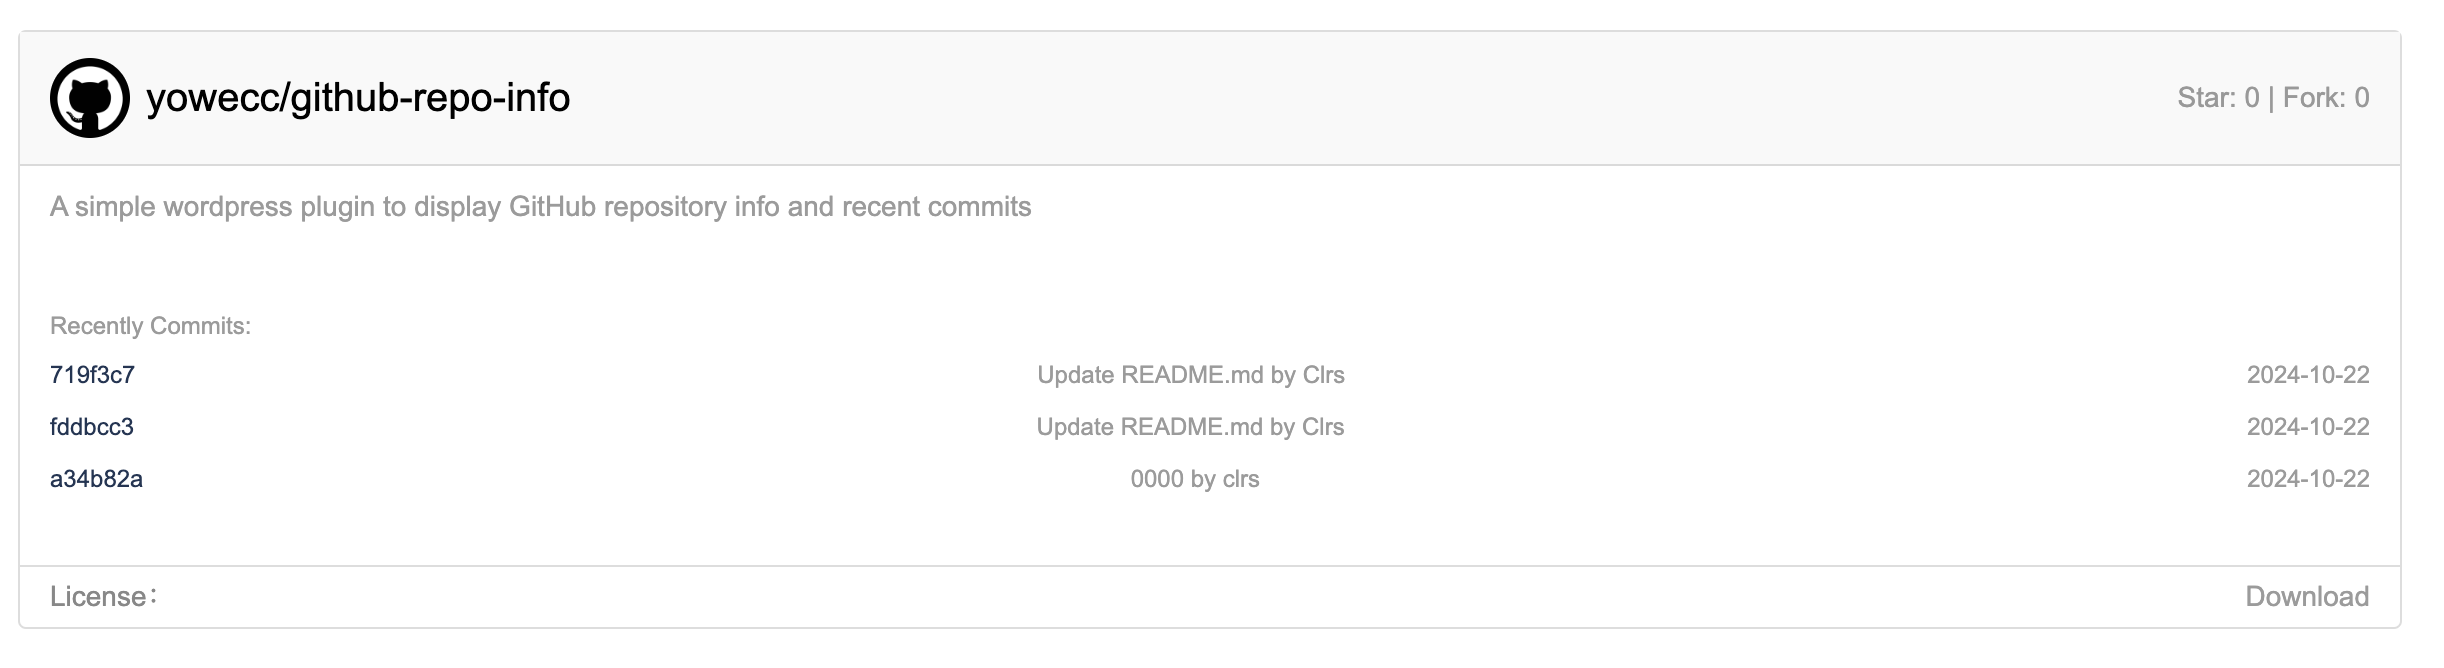 yowecc/github-repo-info
Star: 0 | Fork: 0
A simple wordpress plugin to display GitHub repository info and recent commits
Recently Commits:
719f3c7 Update README.md by Clrs 2024-10-22
fddbcc3 Update README.md by Clrs 2024-10-22
a34b82a 0000 by clrs 2024-10-22
License：
Download